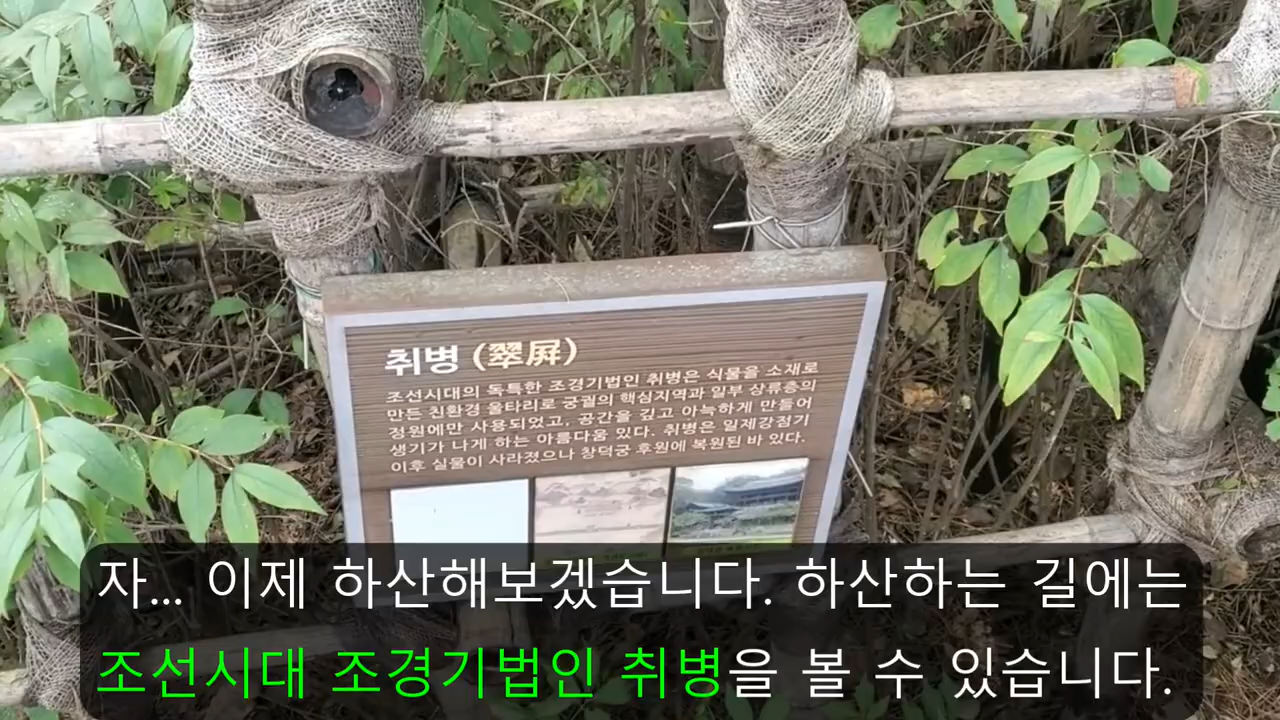 취병 (翠屛)
조선시대의 독특한 조경기법인 취병은 식물을 소재로
만든 친환경 울타리로 궁궐의 핵심지역과 일부 상류층의
정원에만 사용되었고, 공간을 깊고 아늑하게 만들어
생기가 나게 하는 아름다움 있다. 취병은 일제강점기
이후 실물이 사라졌으나 창덕궁 후원에 복원된 바 있다.
자... 이제 하산해보겠습니다. 하산하는 길에는
조선시대 조경기법인 취병을 볼 수 있습니다.